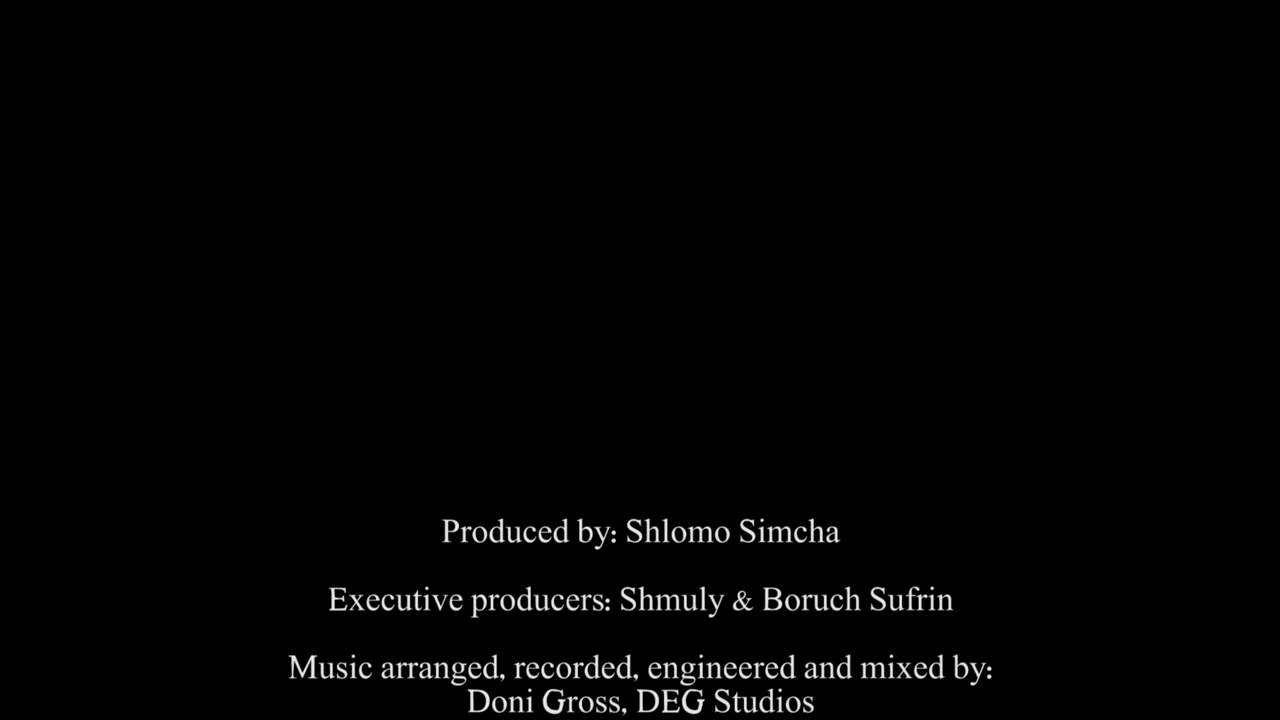 Produced by: Shlomo Simcha
Executive producers: Shmuly & Boruch Sufrin
Music arranged, recorded, engineered and mixed by:
Doni Gross, DEG Studios